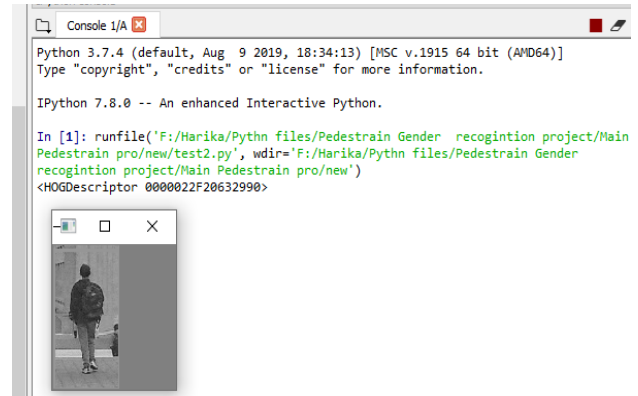 Console 1/A
Python 3.7.4 (default, Aug  9 2019, 18:34:13) [MSC v.1915 64 bit (AMD64)]
Type "copyright", "credits" or "license" for more information.
IPython 7.8.0 -- An enhanced Interactive Python.
In [1]: runfile('F:/Harika/Pythn files/Pedestrain Gender  recogintion project/Main
Pedestrain pro/new/test2.py', wdir='F:/Harika/Pythn files/Pedestrain Gender
recogintion project/Main Pedestrain pro/new')
<HOGDescriptor 0000022F20632990>